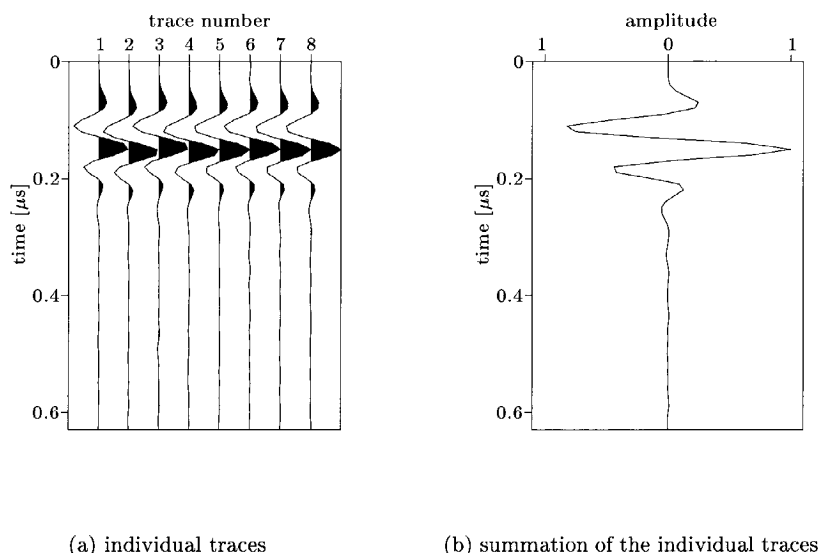 trace number
1 2 3 4 5 6 7 8
0
0.2
0.4
0.6
time [μs]
(a) individual traces
amplitude
1 0 1
0
0.2
0.4
0.6
time [μs]
(b) summation of the individual traces